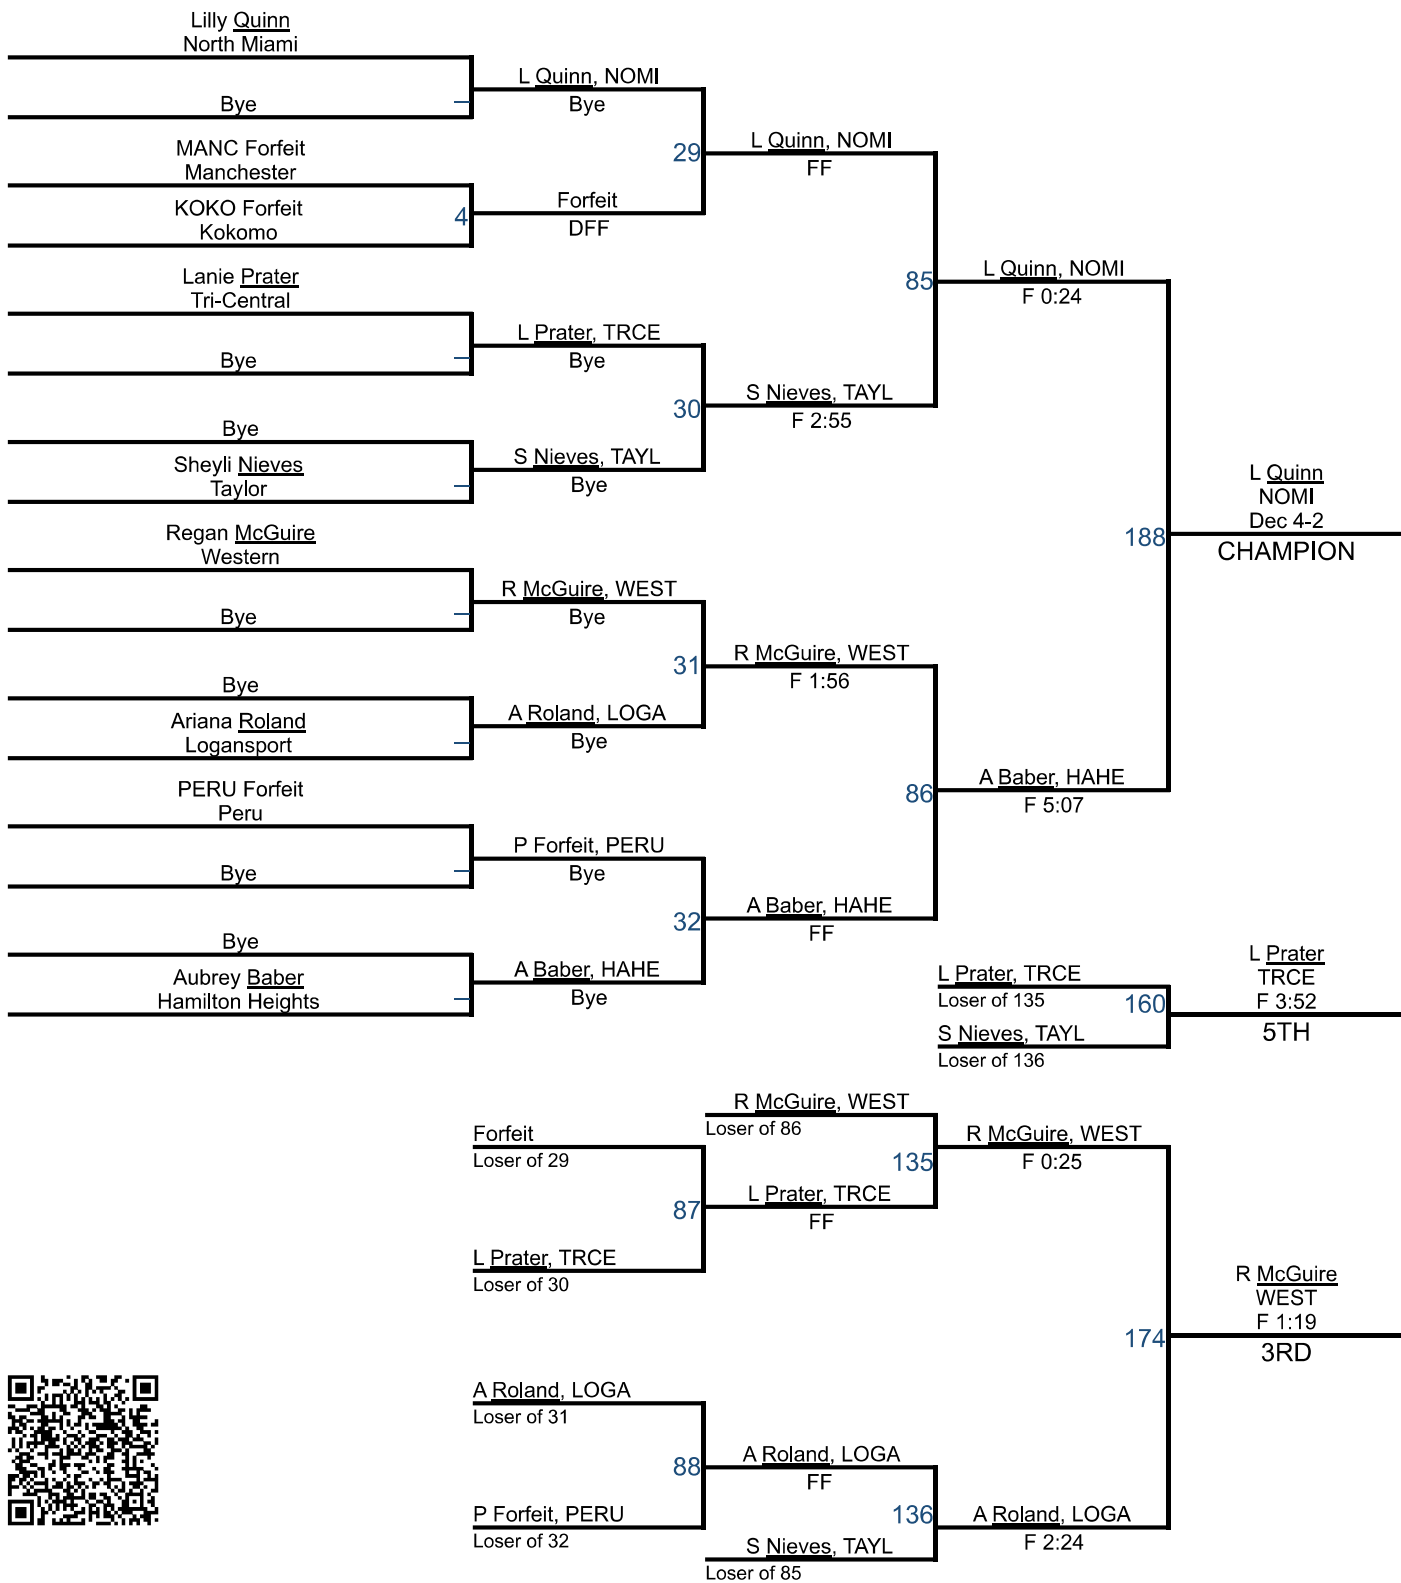 Lilly Quinn
North Miami
Bye
L Quinn, NOMI
Bye
MANC Forfeit
Manchester
KOKO Forfeit
Kokomo
4
Forfeit
DFF
29
L Quinn, NOMI
FF
Lanie Prater
Tri-Central
Bye
L Prater, TRCE
Bye
Bye
Sheyli Nieves
Taylor
S Nieves, TAYL
Bye
30
S Nieves, TAYL
F 2:55
85
L Quinn, NOMI
F 0:24
Regan McGuire
Western
Bye
R McGuire, WEST
Bye
Bye
Ariana Roland
Logansport
A Roland, LOGA
Bye
31
R McGuire, WEST
F 1:56
PERU Forfeit
Peru
Bye
P Forfeit, PERU
Bye
Bye
Aubrey Baber
Hamilton Heights
A Baber, HAHE
Bye
32
A Baber, HAHE
FF
86
A Baber, HAHE
F 5:07
188
L Quinn
NOMI
Dec 4-2
CHAMPION
L Prater, TRCE
Loser of 135
S Nieves, TAYL
Loser of 136
160
L Prater
TRCE
F 3:52
5TH
R McGuire, WEST
Loser of 86
Forfeit
Loser of 29
L Prater, TRCE
Loser of 30
87
L Prater, TRCE
FF
135
R McGuire, WEST
F 0:25
A Roland, LOGA
Loser of 31
P Forfeit, PERU
Loser of 32
88
A Roland, LOGA
FF
S Nieves, TAYL
Loser of 85
136
A Roland, LOGA
F 2:24
174
R McGuire
WEST
F 1:19
3RD